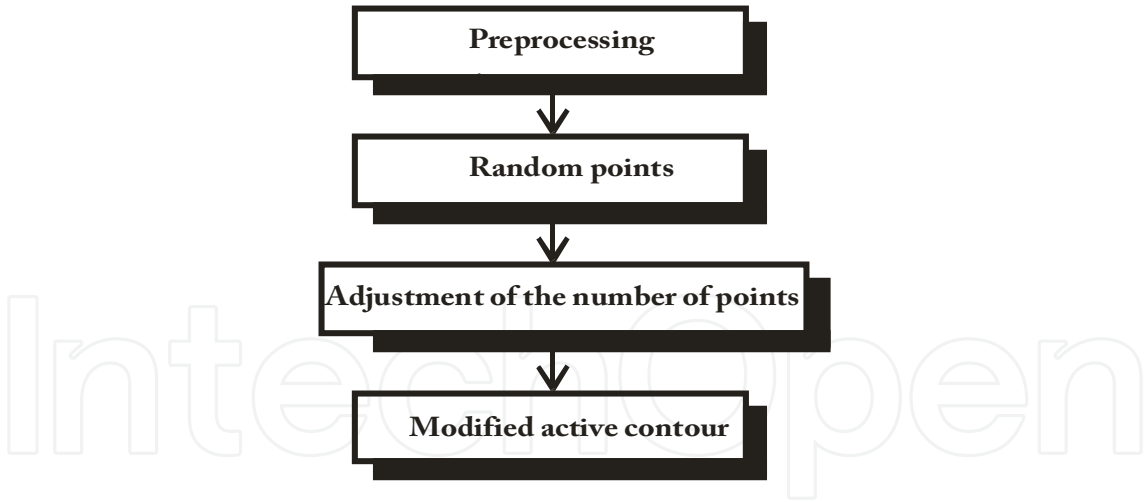 Preprocessing
Random points
Adjustment of the number of points
Modified active contour
IntechOpen